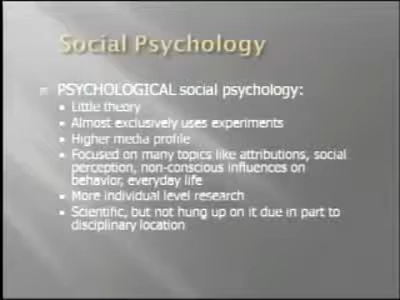 Social Psychology
PSYCHOLOGICAL social psychology:
Little theory
Almost exclusively uses experiments
Higher media profile
Focused on many topics like attributions, social
perception, non-conscious influences on
behavior, everyday life
More individual level research
Scientific, but not hung up on it due in part to
disciplinary location